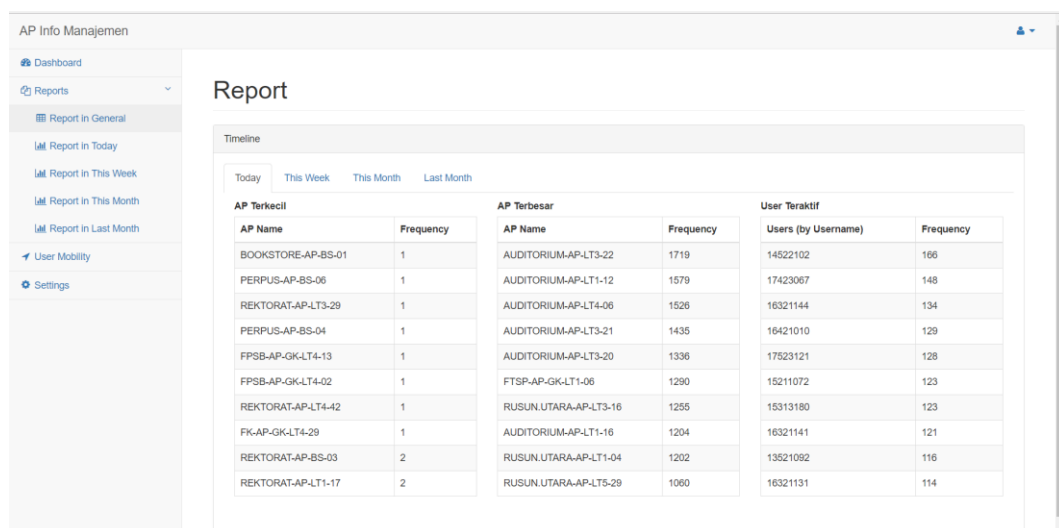 AP Info Manajemen
Dashboard
Reports
Report in General
Report in Today
Report in This Week
Report in This Month
Report in Last Month
User Mobility
Settings
Report
Timeline
Today This Week This Month Last Month
AP Terkecil
AP Name Frequency
BOOKSTORE-AP-BS-01 1
PERPUS-AP-BS-06 1
REKTORAT-AP-LT3-29 1
PERPUS-AP-BS-04 1
FPSB-AP-GK-LT4-13 1
FPSB-AP-GK-LT4-02 1
REKTORAT-AP-LT4-42 1
FK-AP-GK-LT4-29 1
REKTORAT-AP-BS-03 2
REKTORAT-AP-LT1-17 2
AP Terbesar
AP Name Frequency
AUDITORIUM-AP-LT3-22 1719
AUDITORIUM-AP-LT1-12 1579
AUDITORIUM-AP-LT4-06 1526
AUDITORIUM-AP-LT3-21 1435
AUDITORIUM-AP-LT3-20 1336
FTSP-AP-GK-LT1-06 1290
RUSUN.UTARA-AP-LT3-16 1255
AUDITORIUM-AP-LT1-16 1204
RUSUN.UTARA-AP-LT1-04 1202
RUSUN.UTARA-AP-LT5-29 1060
User Teraktif
Users (by Username) Frequency
14522102 166
17423067 148
16321144 134
16421010 129
17523121 128
15211072 123
15313180 123
16321141 121
13521092 116
16321131 114